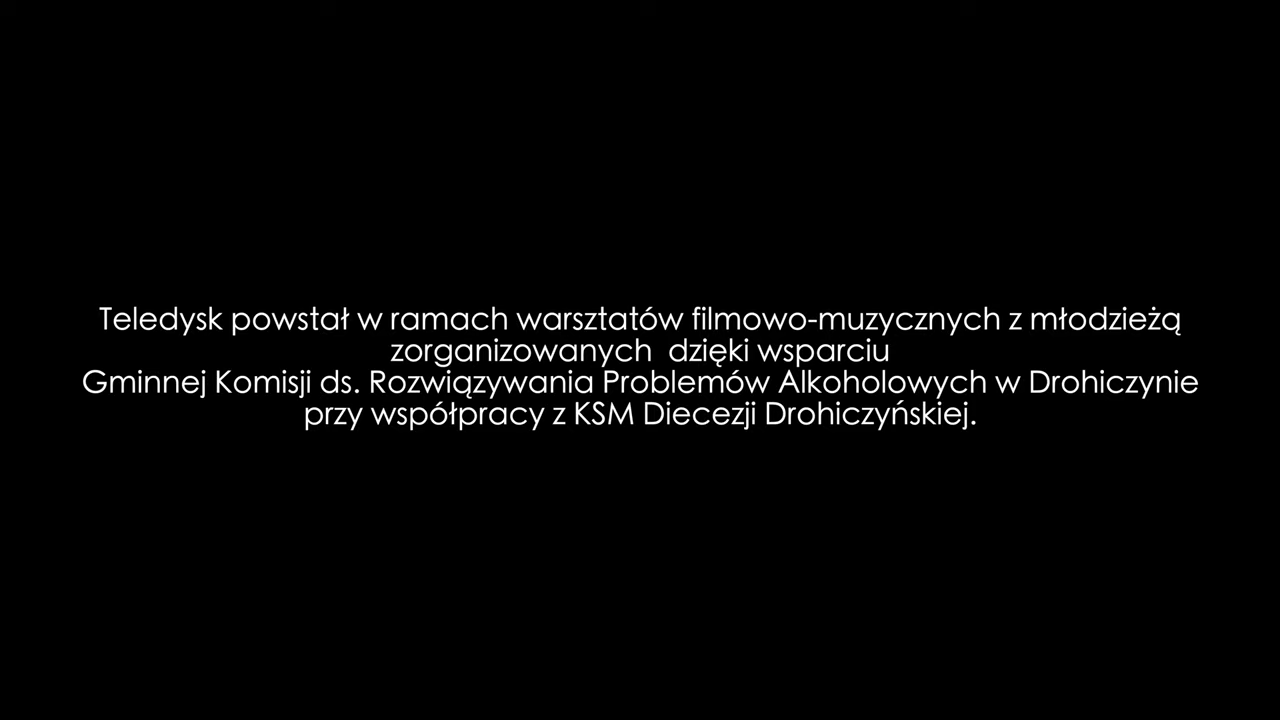 Teledysk powstał w ramach warsztatów filmowo-muzycznych z młodzieżą
zorganizowanych  dzięki wsparciu
Gminnej Komisji ds. Rozwiązywania Problemów Alkoholowych w Drohiczynie
przy współpracy z KSM Diecezji Drohiczyńskiej.